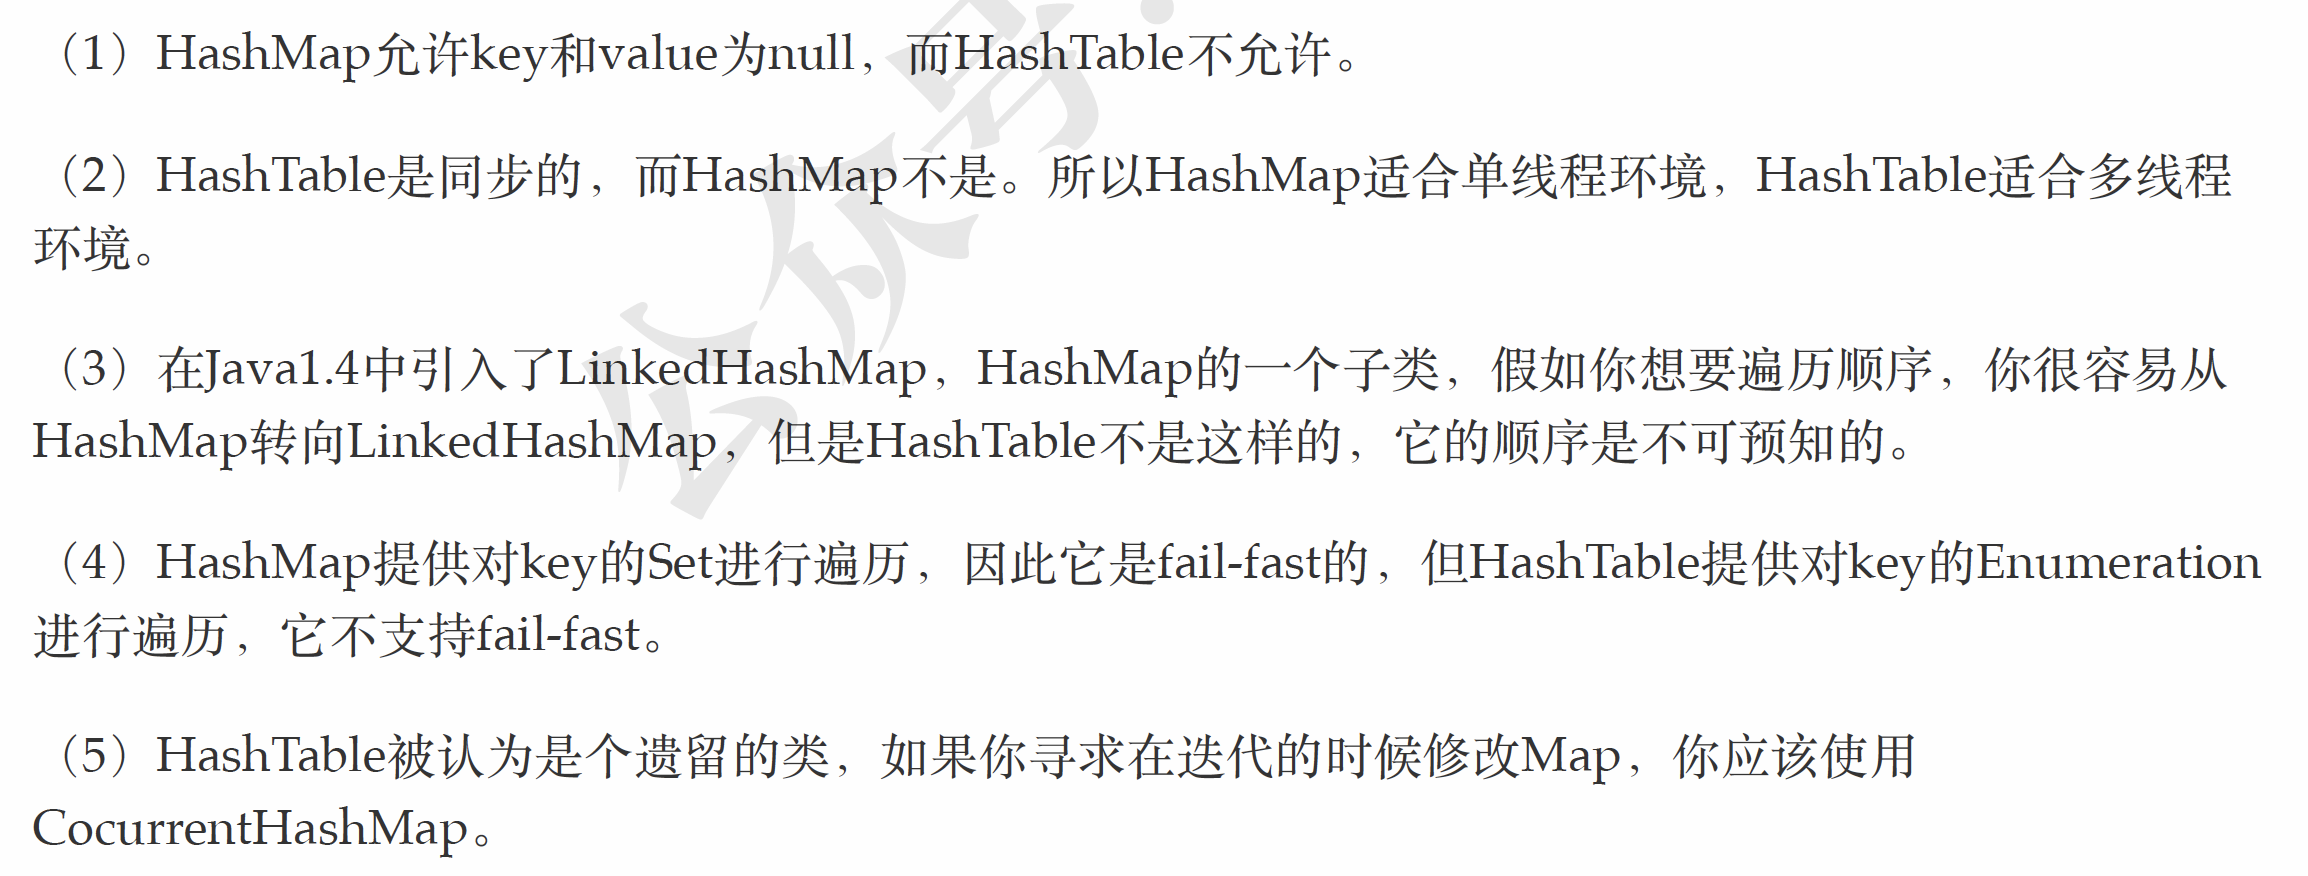 （1）HashMap允许key和value为null，而HashTable不允许。
（2）HashTable是同步的，而HashMap不是。所以HashMap适合单线程环境，HashTable适合多线程
环境。
（3）在Java1.4中引入了LinkedHashMap，HashMap的一个子类，假如你想要遍历顺序，你很容易从
HashMap转向LinkedHashMap，但是HashTable不是这样的，它的顺序是不可预知的。
（4）HashMap提供对key的Set进行遍历，因此它是fail-fast的，但HashTable提供对key的Enumeration
进行遍历，它不支持fail-fast。
（5）HashTable被认为是个遗留的类，如果你寻求在迭代的时候修改Map，你应该使用
CocurrentHashMap。
公众号：